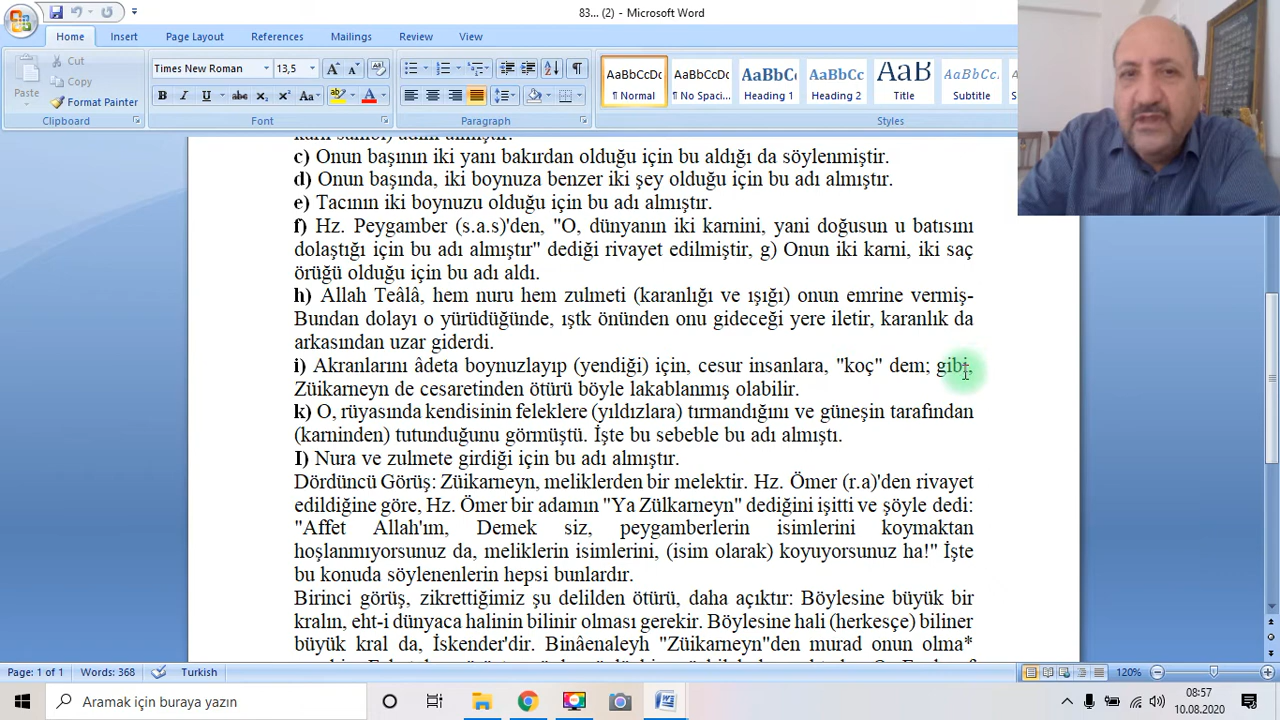 83... (2) - Microsoft Word
Home Insert Page Layout References Mailings Review View
Cut
Copy
Paste
Format Painter
Clipboard
Times New Roman 13,5
Font
Paragraph
AaBbCcDc AaBbCcDc AaBbC AaBbCc AaB AaBbCc.
¶ Normal ¶ No Spaci... Heading 1 Heading 2 Title Subtitle
Styles
c) Onun başının iki yanı bakırdan olduğu için bu aldığı da söylenmiştir.
d) Onun başında, iki boynuza benzer iki şey olduğu için bu adı almıştır.
e) Tacının iki boynuzu olduğu için bu adı almıştır.
f) Hz. Peygamber (s.a.s)'den, "O, dünyanın iki karnini, yani doğusun u batısını
dolaştığı için bu adı almıştır" dediği rivayet edilmiştir, g) Onun iki karni, iki saç
örüğü olduğu için bu adı aldı.
h) Allah Teâlâ, hem nuru hem zulmeti (karanlığı ve ışığı) onun emrine vermiş-
Bundan dolayı o yürüdüğünde, ıştk önünden onu gideceği yere iletir, karanlık da
arkasından uzar giderdi.
i) Akranlarını âdeta boynuzlayıp (yendiği) için, cesur insanlara, "koç" dem; gibi,
Züikarneyn de cesaretinden ötürü böyle lakablanmış olabilir.
k) O, rüyasında kendisinin feleklere (yıldızlara) tırmandığını ve güneşin tarafından
(karninden) tutunduğunu görmüştü. İşte bu sebeble bu adı almıştı.
I) Nura ve zulmete girdiği için bu adı almıştır.
Dördüncü Görüş: Züikarneyn, meliklerden bir melektir. Hz. Ömer (r.a)'den rivayet
edildiğine göre, Hz. Ömer bir adamın "Ya Zülkarneyn" dediğini işitti ve şöyle dedi:
"Affet Allah'ım, Demek siz, peygamberlerin isimlerini koymaktan
hoşlanmıyorsunuz da, meliklerin isimlerini, (isim olarak) koyuyorsunuz ha!" İşte
bu konuda söylenenlerin hepsi bunlardır.
Birinci görüş, zikrettiğimiz şu delilden ötürü, daha açıktır: Böylesine büyük bir
kralın, eht-i dünyaca halinin bilinir olması gerekir. Böylesine hali (herkesçe) biliner
büyük kral da, İskender'dir. Binâenaleyh "Züikarneyn"den murad onun olma*
Page: 1 of 1 Words: 368 Turkish 120%
Aramak için buraya yazın
08:57
10.08.2020